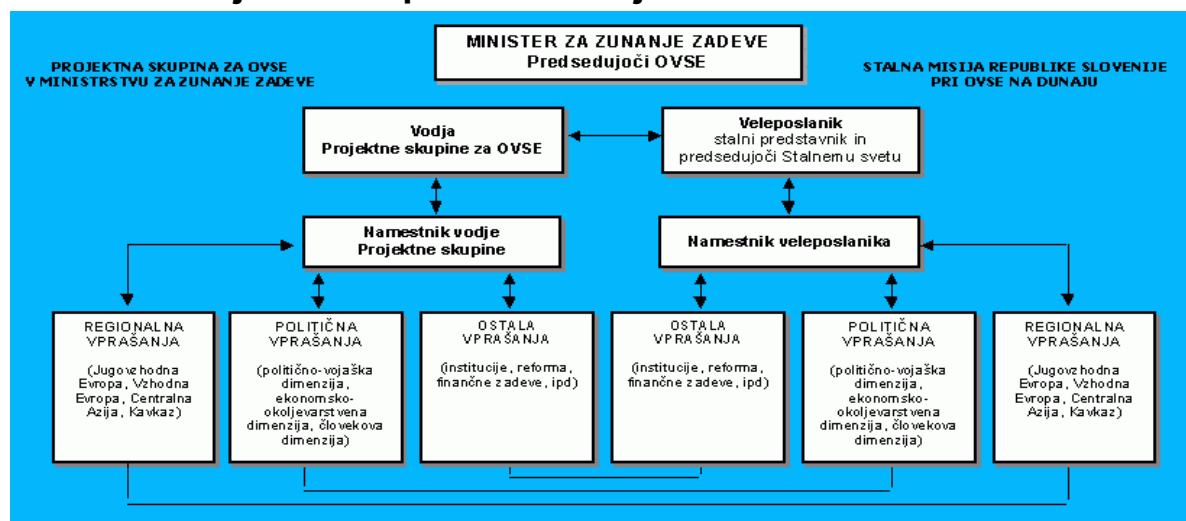 MINISTER ZA ZUNANJE ZADEVE
Predsedujoči OVSE
PROJEKTNA SKUPINA ZA OVSE
V MINISTRSTVU ZA ZUNANJE ZADEVE
STALNA MISIJA REPUBLIKE SLOVENIJE
PRI OVSE NA DUNAJU
Vodja
Projektne skupine za OVSE
Veleposlanik
stalni predstavnik in
predsedujoči Stalnemu svetu
Namestnik vodje
Projektne skupine
Namestnik veleposlanika
REGIONALNA
VPRAŠANJA
(Jugovzhodna
Evropa, Vzhodna
Evropa, Centralna
Azija, Kavkaz)
POLITIČNA
VPRAŠANJA
(politično-vojaška
dimenzija,
ekonomsko-
okoljevarstvena
dimenzija, človekova
dimenzija)
OSTALA
VPRAŠANJA
(institucije, reforma,
finančne zadeve, ipd)
OSTALA
VPRAŠANJA
(institucije, reforma,
finančne zadeve, ipd)
POLITIČNA
VPRAŠANJA
(politično-vojaška
dimenzija,
ekonomsko-
okoljevarstvena
dimenzija, človekova
dimenzija)
REGIONALNA
VPRAŠANJA
(Jugovzhodna
Evropa, Vzhodna
Evropa, Centralna
Azija, Kavkaz)